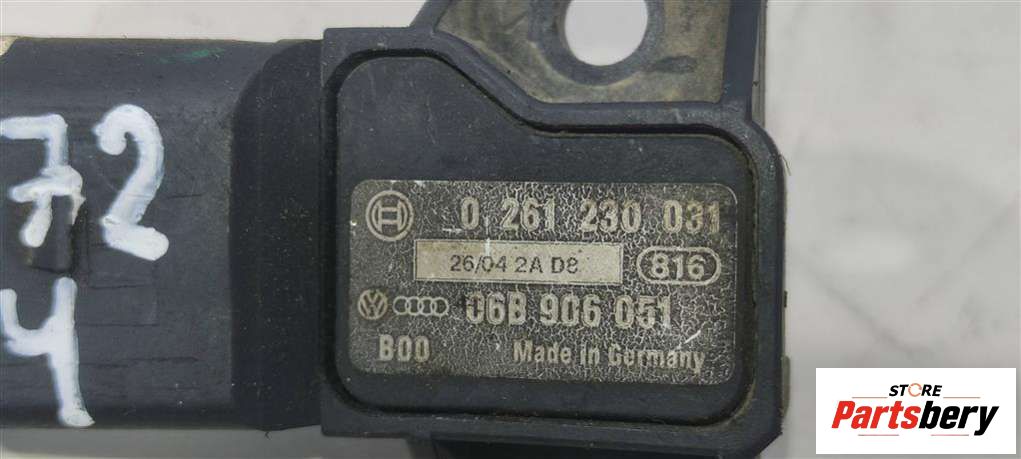 72
4
0 261 230 031
26/04 2A D8
816
06B 906 051
B00 Made in Germany
STORE
Partsbery